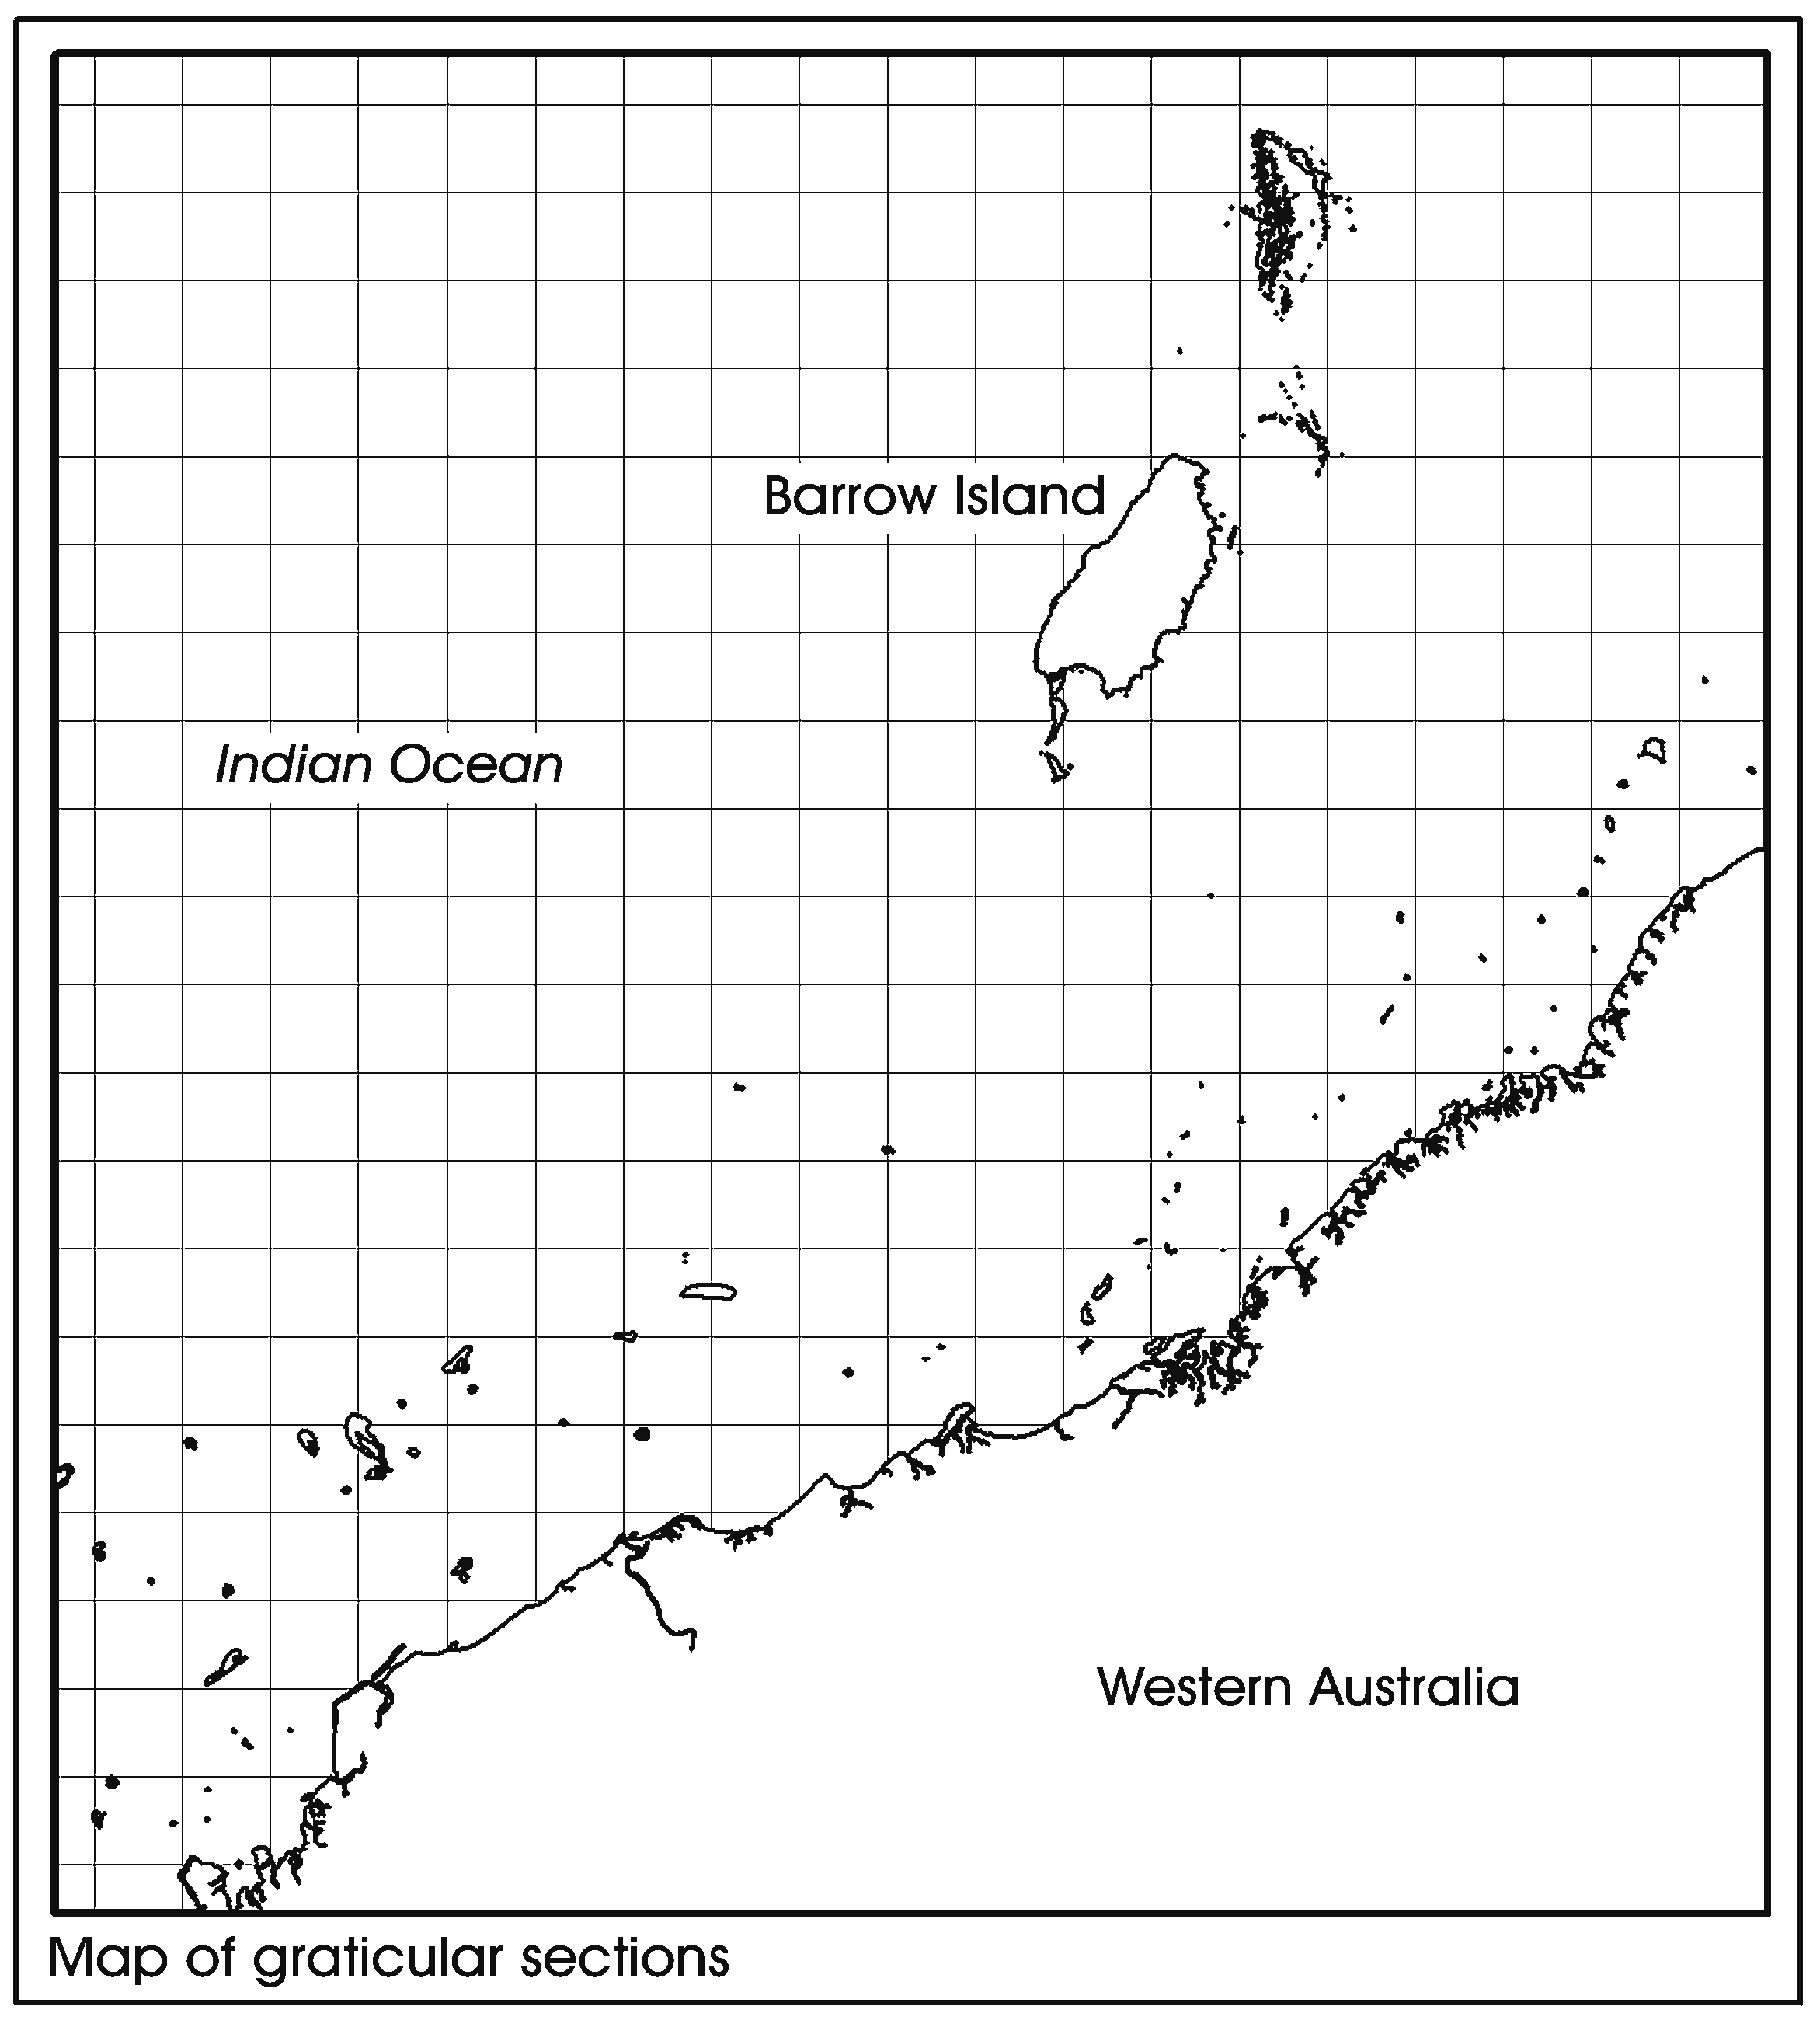 Barrow Island
Indian Ocean
Western Australia
Map of graticular sections